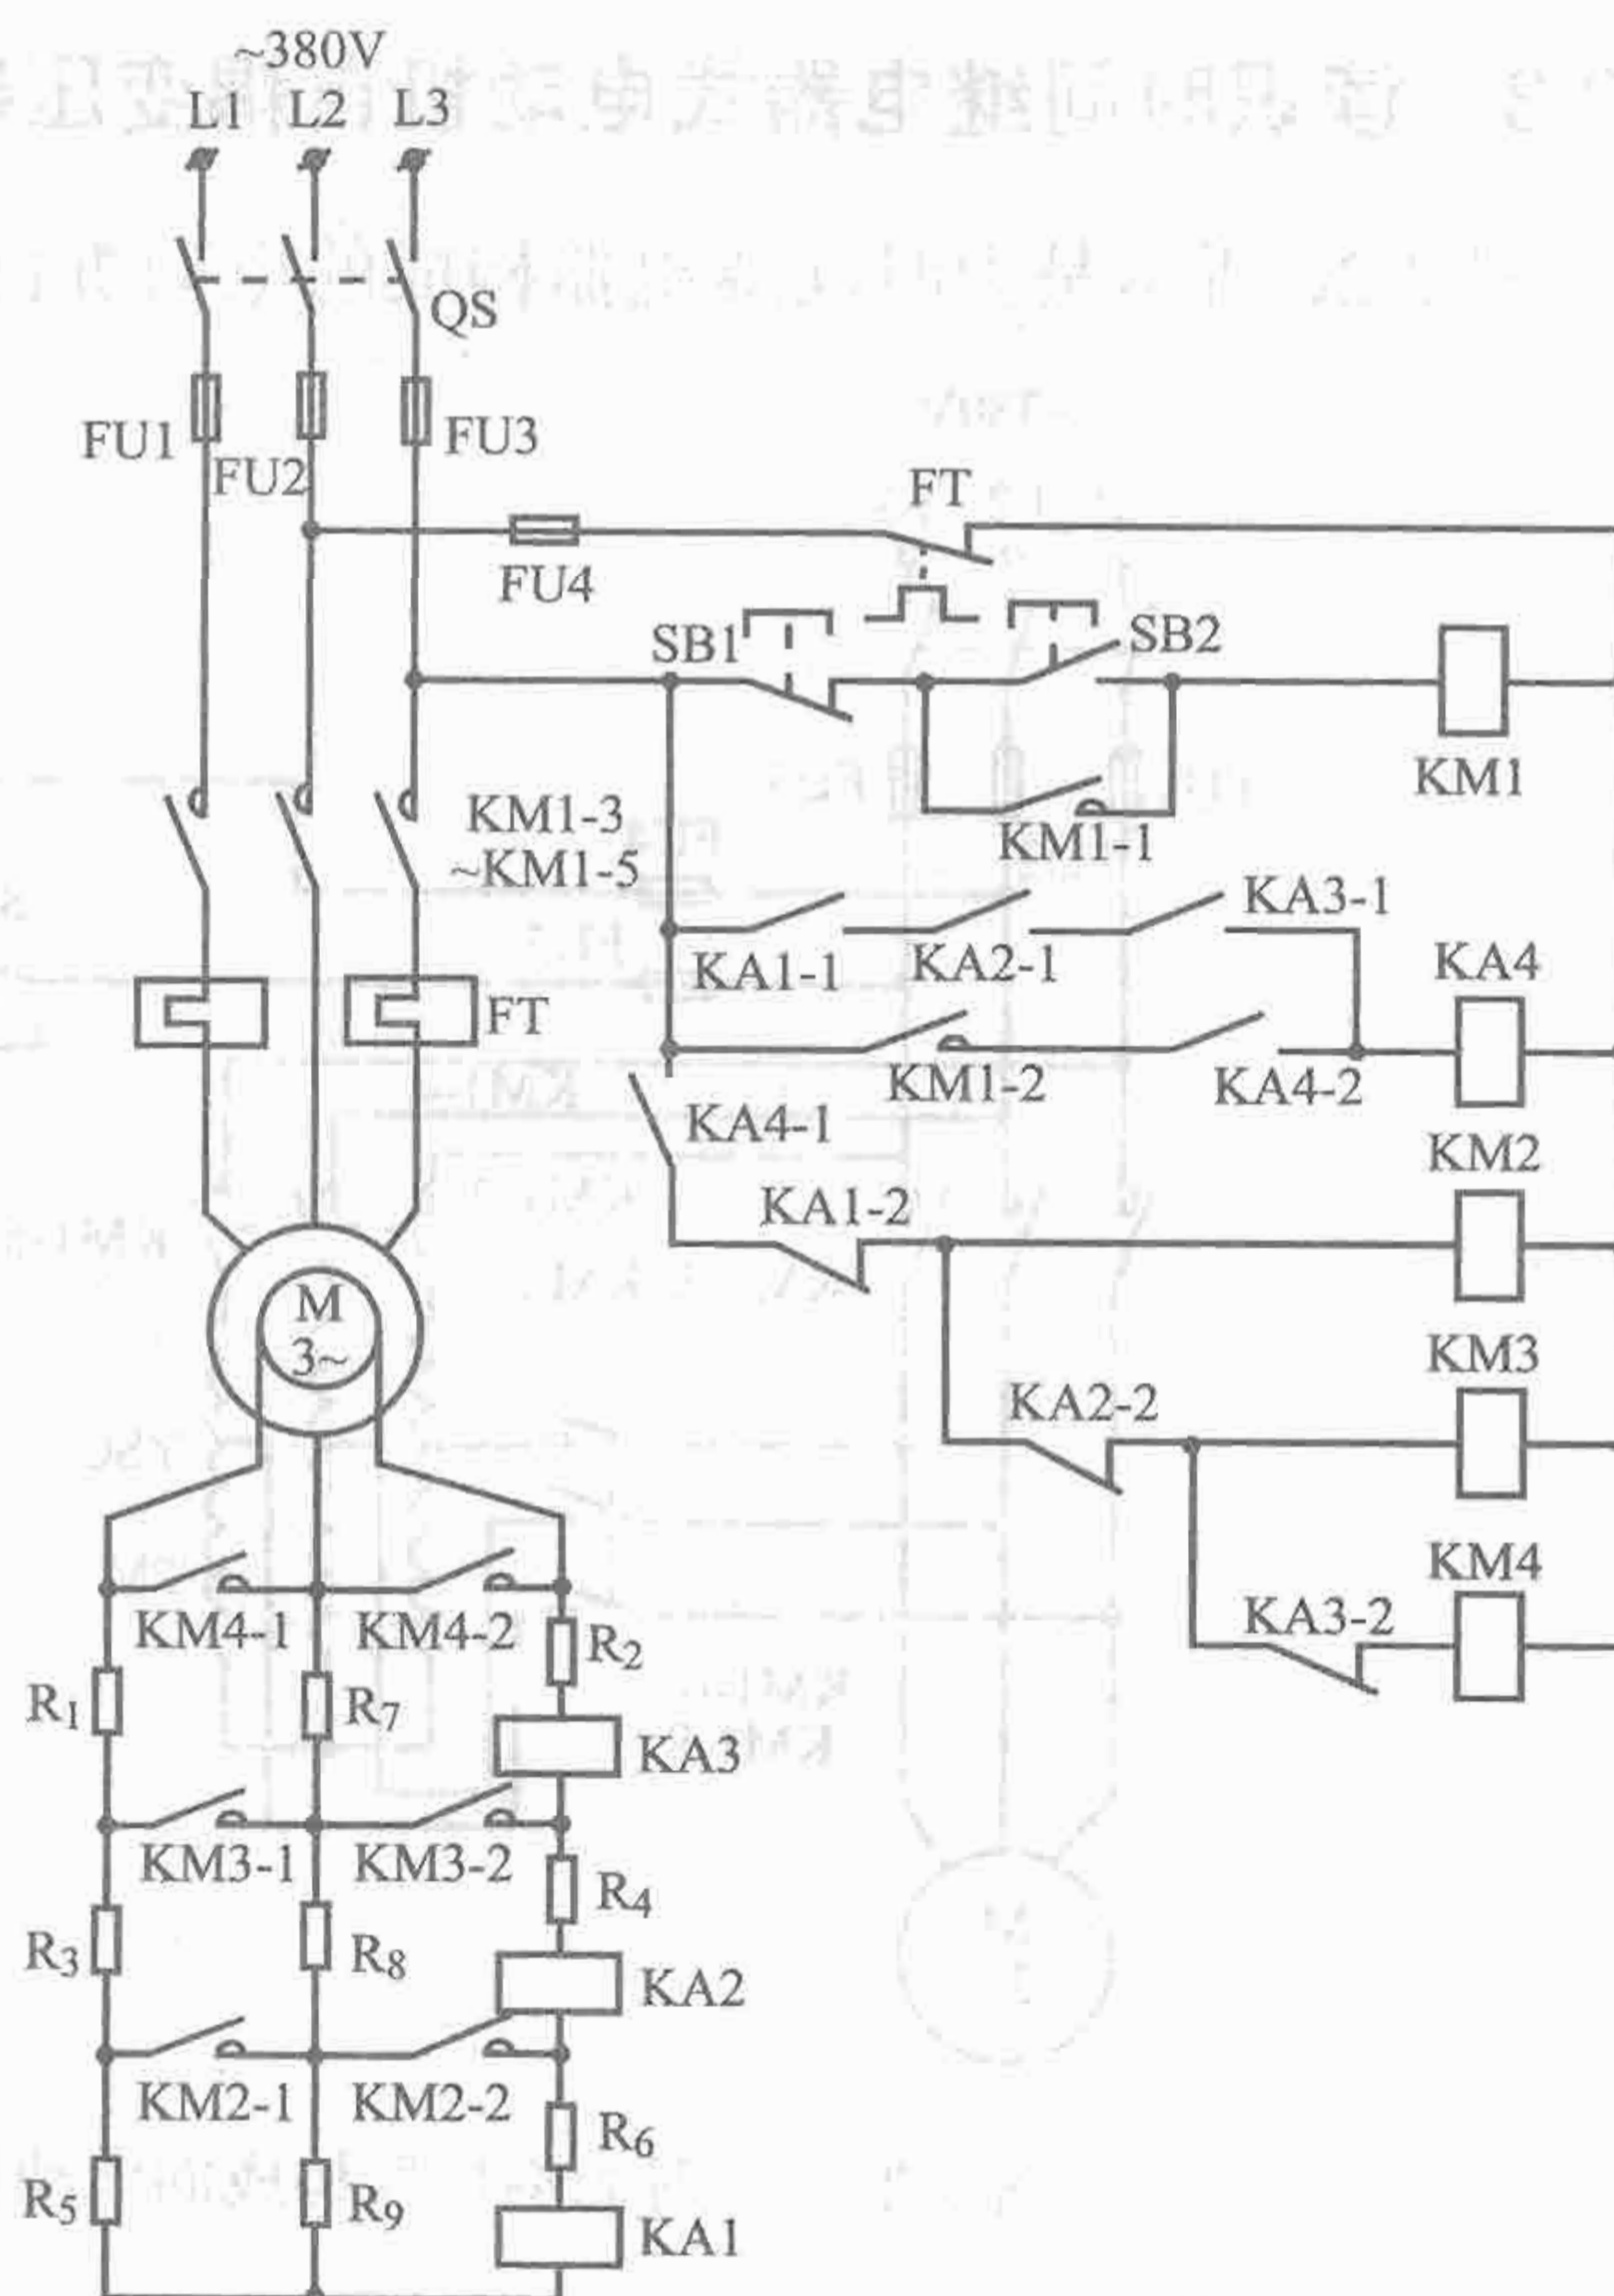 ~380V
L1 L2 L3
QS
FU1
FU2
FU3
FT
FU4
SB1
SB2
KM1
KM1-3
~KM1-5
KM1-1
KA3-1
KA1-1
KA2-1
KA4
FT
KM1-2
KA4-2
KA4-1
KM2
KA1-2
M
3~
KM3
KA2-2
KM4
KA3-2
KM4-1
KM4-2
R2
R1
R7
KA3
KM3-1
KM3-2
R4
R3
R8
KA2
KM2-1
KM2-2
R6
R5
R9
KA1